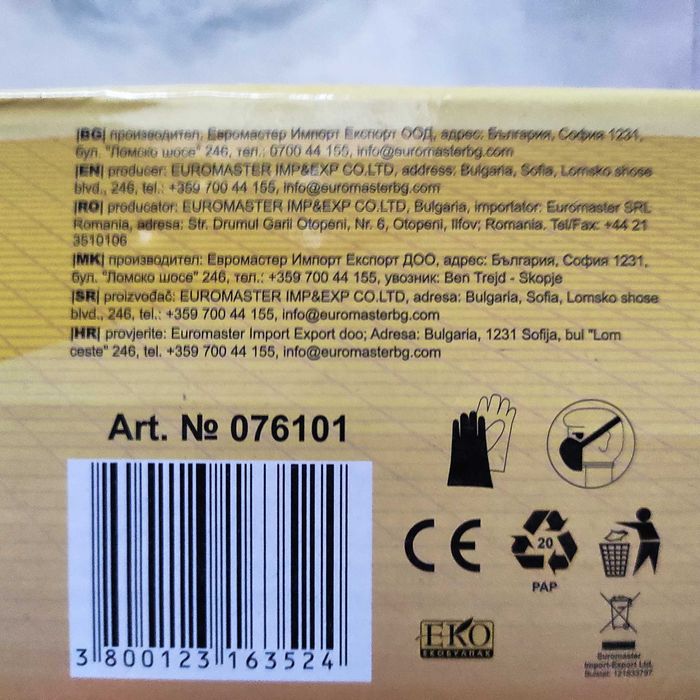 |BG| производител: Евромастер Импорт Експорт ООД, адрес: България, София 1231,
бул. "Ломско шосе" 246, тел.: 0700 44 155, info@euromasterbg.com
|EN| producer: EUROMASTER IMP&EXP CO.LTD, address: Bulgaria, Sofia, Lomsko shose
blvd., 246, tel.: +359 700 44 155, info@euromasterbg.com
|RO| producator: EUROMASTER IMP&EXP CO.LTD, Bulgaria, importator: Euromaster SRL
Romania, adresa: Str. Drumul Garii Otopeni, Nr. 6, Otopeni, Ilfov; Romania. Tel/Fax: +44 21
3510106
|MK| производител: Евромастер Импорт Експорт ДОО, адрес: България, София 1231,
бул. "Ломско шосе" 246, тел.: +359 700 44 155, увозник: Ben Trejd - Skopje
|SR| proizvođač: EUROMASTER IMP&EXP CO.LTD, adresa: Bulgaria, Sofia, Lomsko shose
blvd., 246, tel.: +359 700 44 155, info@euromasterbg.com
|HR| provjerite: Euromaster Import Export doo; Adresa: Bulgaria, 1231 Sofija, bul "Lom
ceste" 246, tel. +359 700 44 155, info@euromasterbg.com
Art. № 076101
3 800123 163524
CE
20
PAP
EKO
ЕКОБУЛПАК
Euromaster
Import-Export Ltd.
Bulstat: 121833797